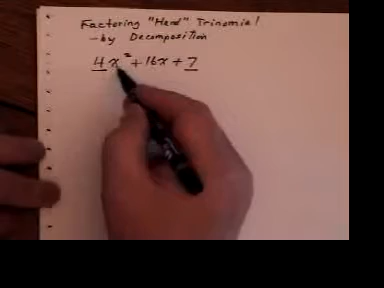 Factoring "Hard" Trinomial
- by Decomposition
4x² + 16x + 7